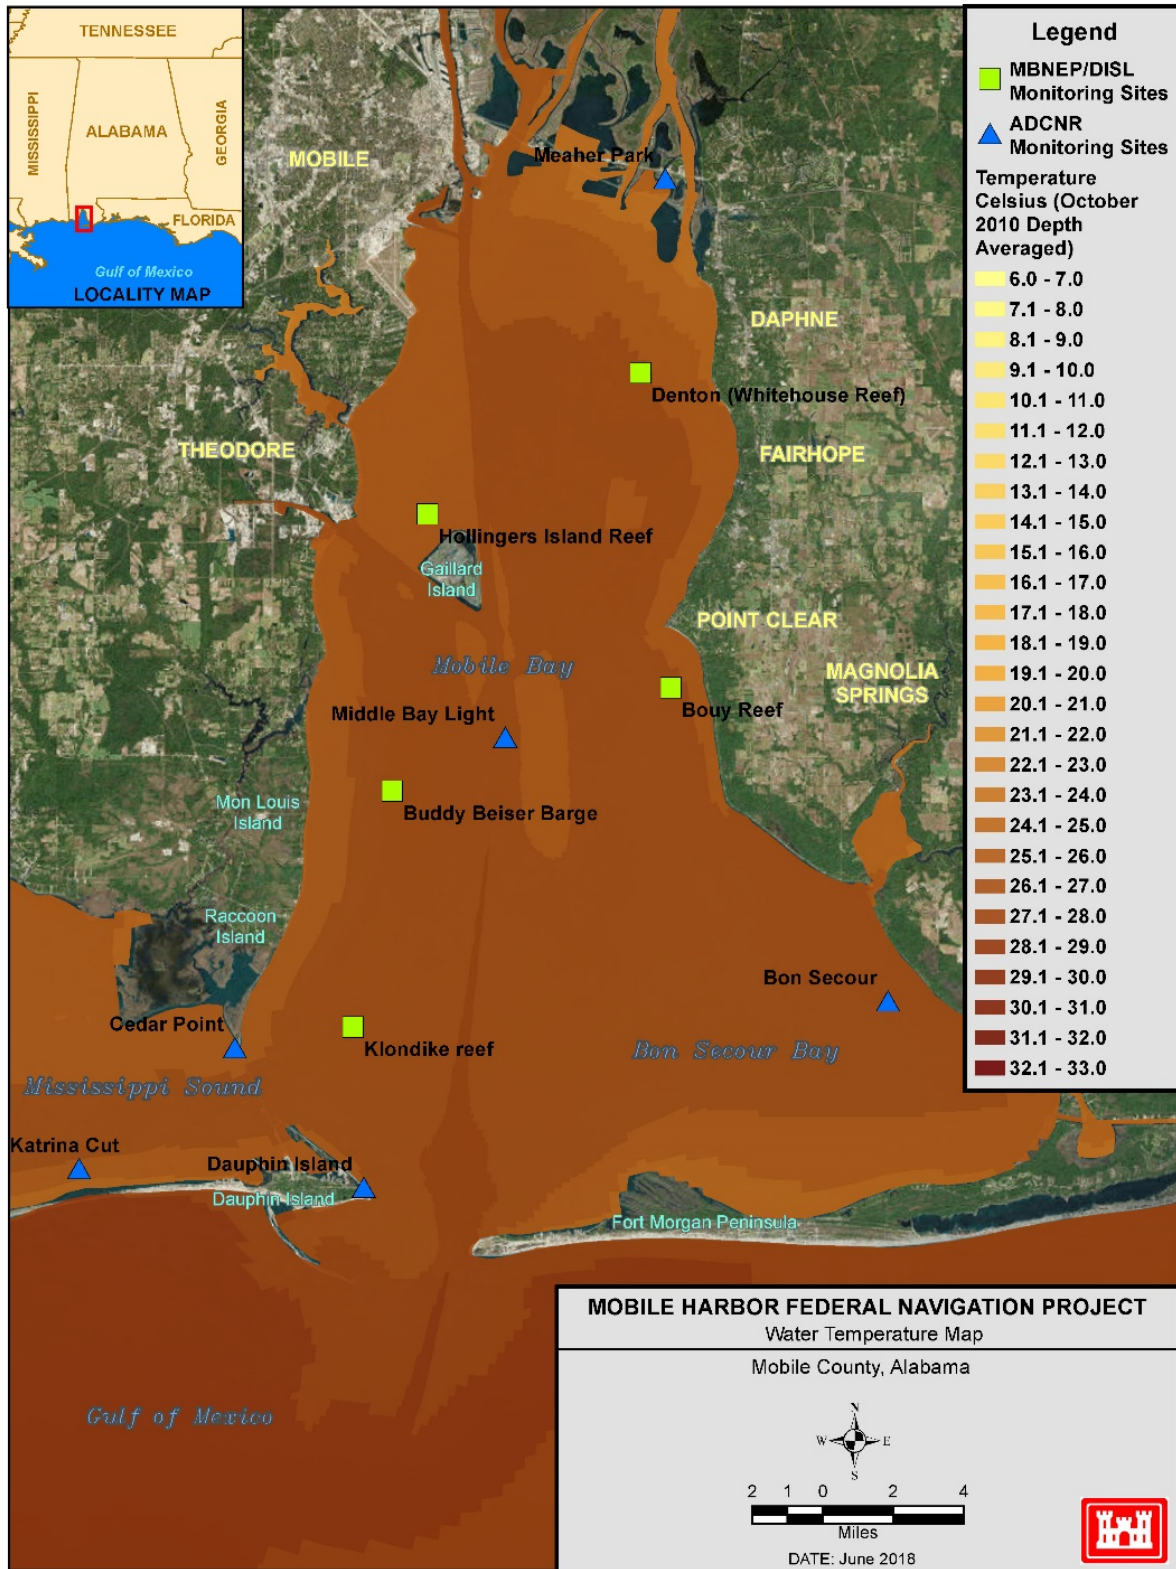 TENNESSEE
MISSISSIPPI
ALABAMA
GEORGIA
FLORIDA
Gulf of Mexico
LOCALITY MAP
MOBILE
Meaher Park
DAPHNE
Denton (Whitehouse Reef)
THEODORE
FAIRHOPE
Hollingers Island Reef
Gaillard
Island
POINT CLEAR
Mobile Bay
MAGNOLIA
SPRINGS
Middle Bay Light
Bouy Reef
Mon Louis
Island
Buddy Beiser Barge
Raccoon
Island
Bon Secour
Cedar Point
Klondike reef
Bon Secour Bay
Mississippi Sound
Katrina Cut
Dauphin Island
Dauphin Island
Fort Morgan Peninsula
Gulf of Mexico
Legend
MBNEP/DISL
Monitoring Sites
ADCNR
Monitoring Sites
Temperature
Celsius (October
2010 Depth
Averaged)
6.0 - 7.0
7.1 - 8.0
8.1 - 9.0
9.1 - 10.0
10.1 - 11.0
11.1 - 12.0
12.1 - 13.0
13.1 - 14.0
14.1 - 15.0
15.1 - 16.0
16.1 - 17.0
17.1 - 18.0
18.1 - 19.0
19.1 - 20.0
20.1 - 21.0
21.1 - 22.0
22.1 - 23.0
23.1 - 24.0
24.1 - 25.0
25.1 - 26.0
26.1 - 27.0
27.1 - 28.0
28.1 - 29.0
29.1 - 30.0
30.1 - 31.0
31.1 - 32.0
32.1 - 33.0
MOBILE HARBOR FEDERAL NAVIGATION PROJECT
Water Temperature Map
Mobile County, Alabama
N
W E
S
2 1 0 2 4
Miles
DATE: June 2018